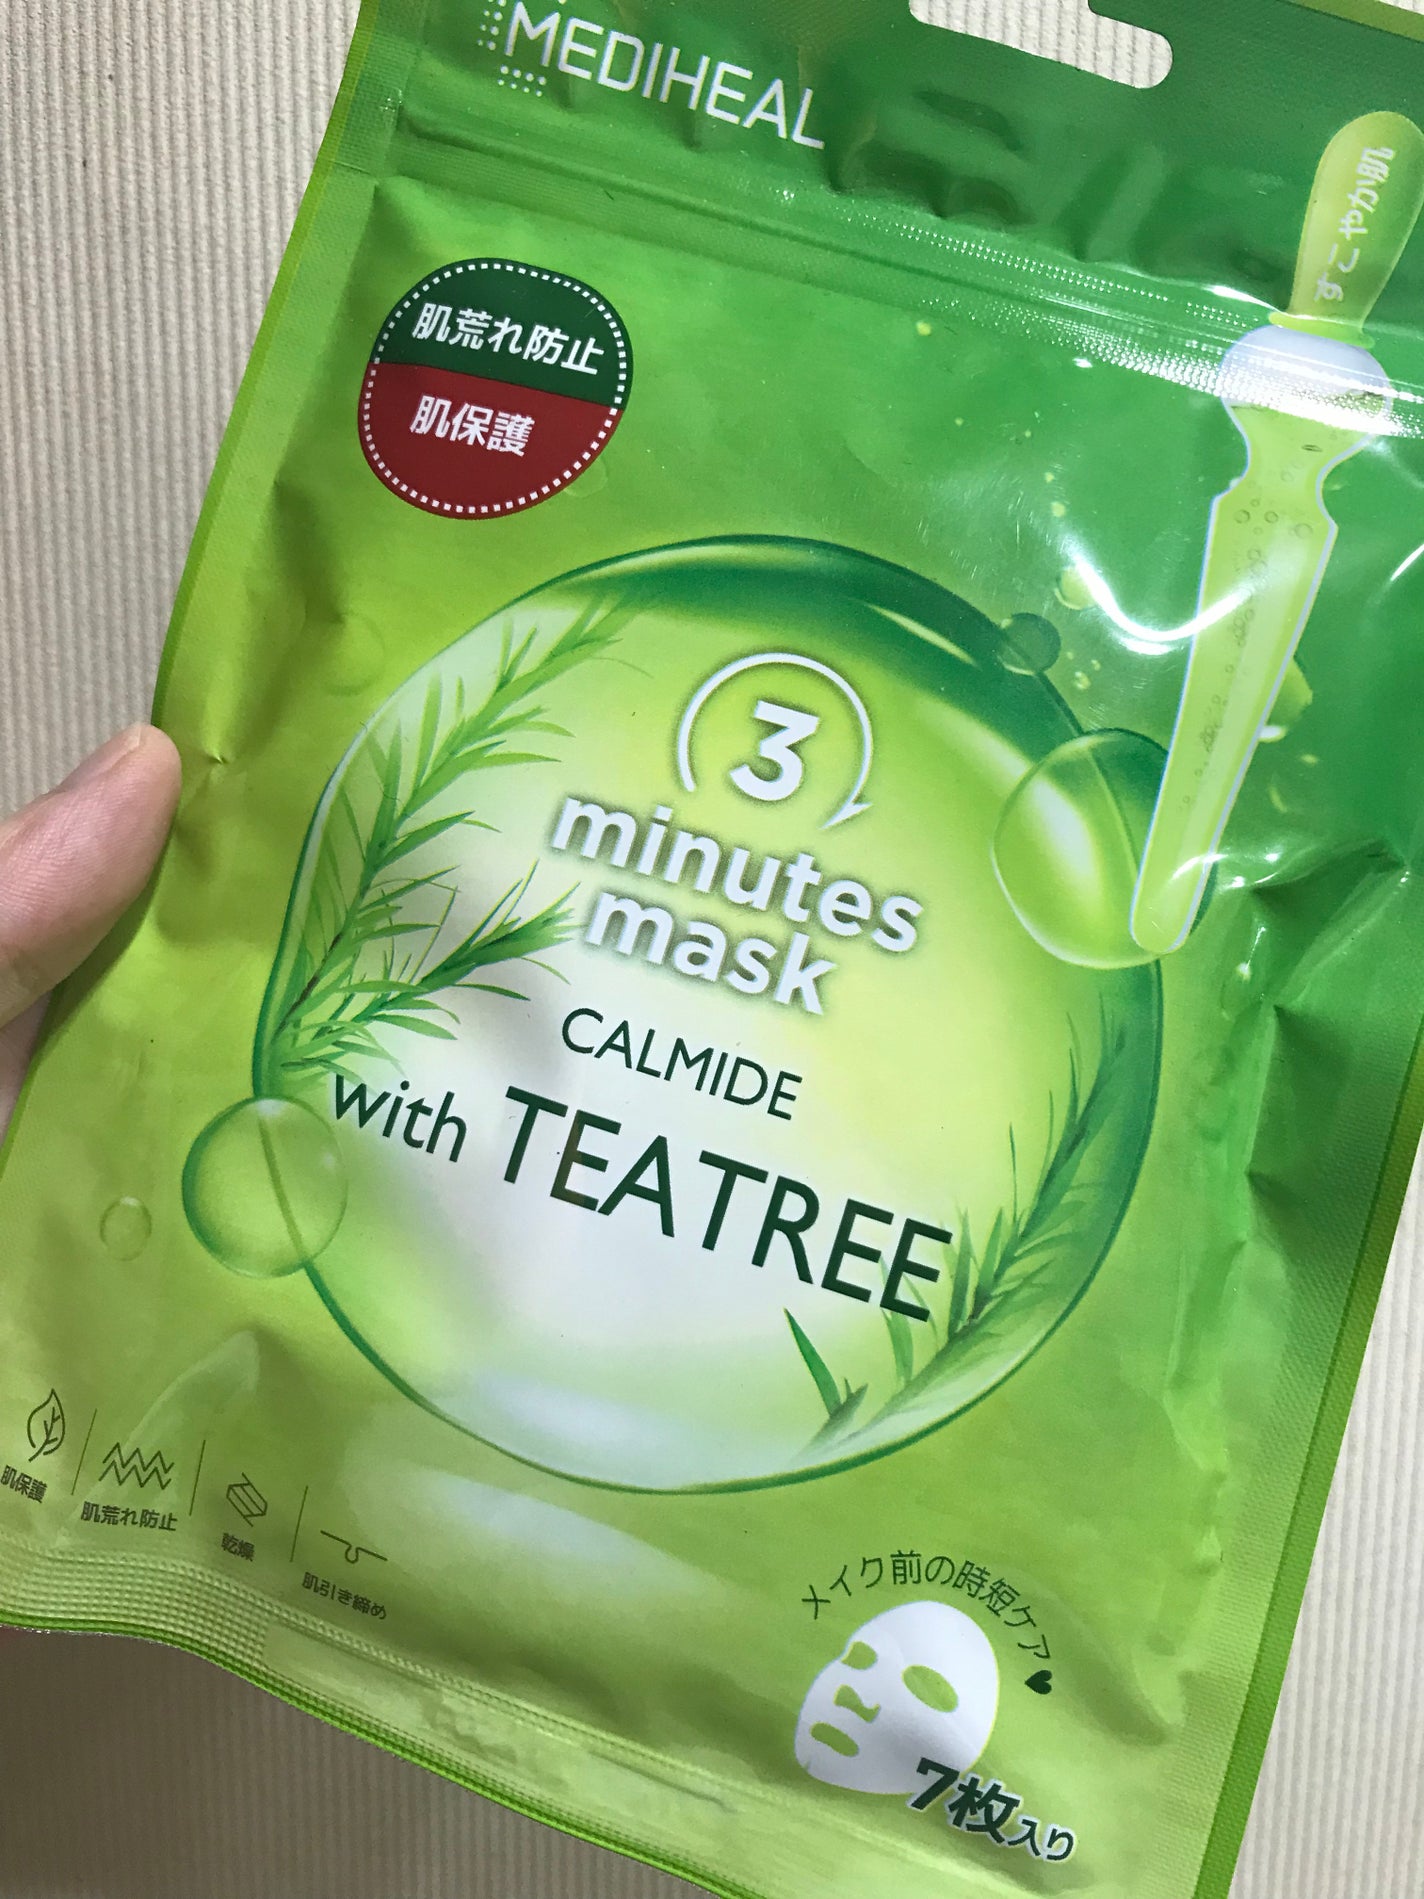 MEDIHEAL
すこやか肌
肌荒れ防止
肌保護
3
minutes
mask
CALMIDE
with TEATREE
肌保護
肌荒れ防止
乾燥
肌引き締め
メイク前の時短ケア
7枚入り